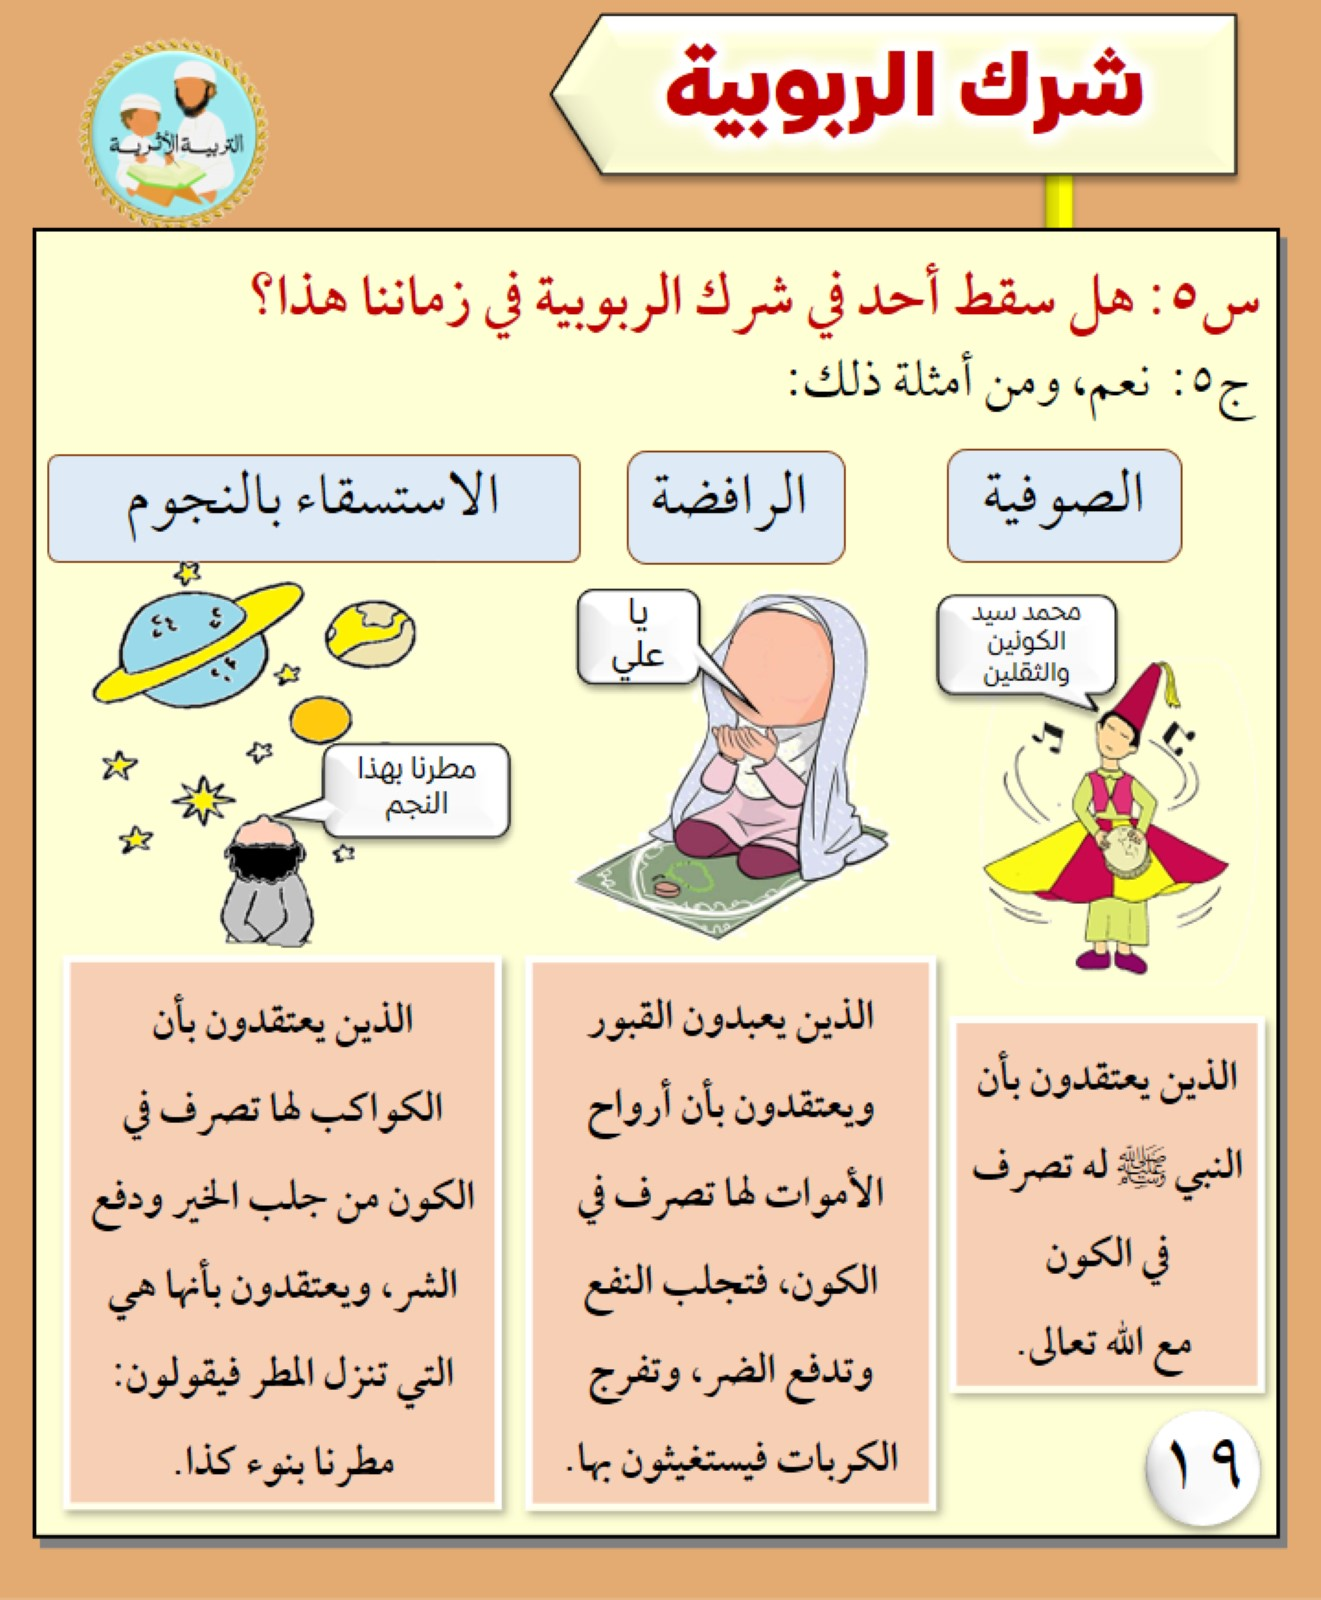 شرك الربوبية
التربية الأثرية
س٥: هل سقط أحد في شرك الربوبية في زماننا هذا؟
ج٥: نعم، ومن أمثلة ذلك:
الصوفية
محمد سيد
الكونين
والثقلين
الذين يعتقدون بأن
النبي ﷺ له تصرف
في الكون
مع الله تعالى.
الرافضة
يا
علي
الذين يعبدون القبور
ويعتقدون بأن أرواح
الأموات لها تصرف في
الكون، فتجلب النفع
وتدفع الضر، وتفرج
الكربات فيستغيثون بها.
الاستسقاء بالنجوم
مطرنا بهذا
النجم
الذين يعتقدون بأن
الكواكب لها تصرف في
الكون من جلب الخير ودفع
الشر، ويعتقدون بأنها هي
التي تنزل المطر فيقولون:
مطرنا بنوء كذا.
١٩